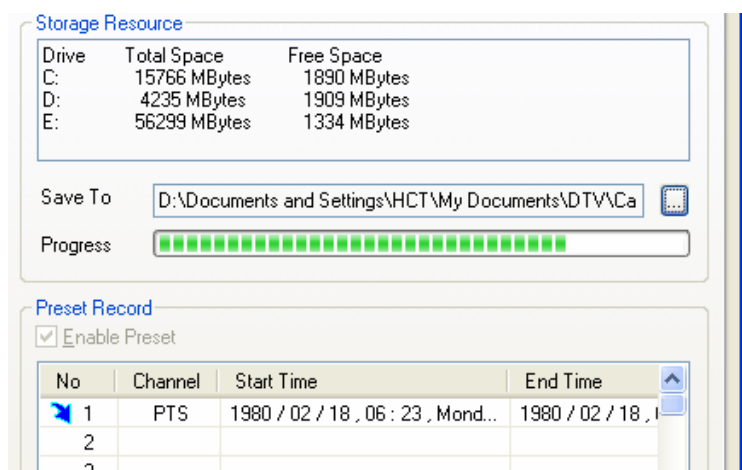 Storage Resource
Drive Total Space Free Space
C: 15766 MBytes 1890 MBytes
D: 4235 MBytes 1909 MBytes
E: 56299 MBytes 1334 MBytes
Save To D:\Documents and Settings\HCT\My Documents\DTV\Ca ...
Progress
Preset Record
Enable Preset
No Channel Start Time End Time
1 PTS 1980 / 02 / 18 , 06 : 23 , Mond... 1980 / 02 / 18 ,
2